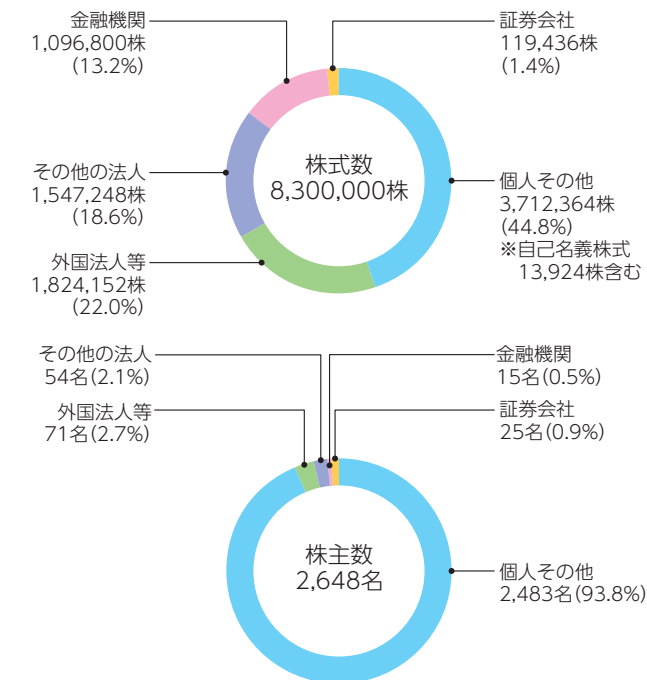 金融機関
1,096,800株
(13.2%)
証券会社
119,436株
(1.4%)
その他の法人
1,547,248株
(18.6%)
株式数
8,300,000株
個人その他
3,712,364株
(44.8%)
※自己名義株式
13,924株含む
外国法人等
1,824,152株
(22.0%)
その他の法人
54名(2.1%)
金融機関
15名(0.5%)
外国法人等
71名(2.7%)
証券会社
25名(0.9%)
株主数
2,648名
個人その他
2,483名(93.8%)